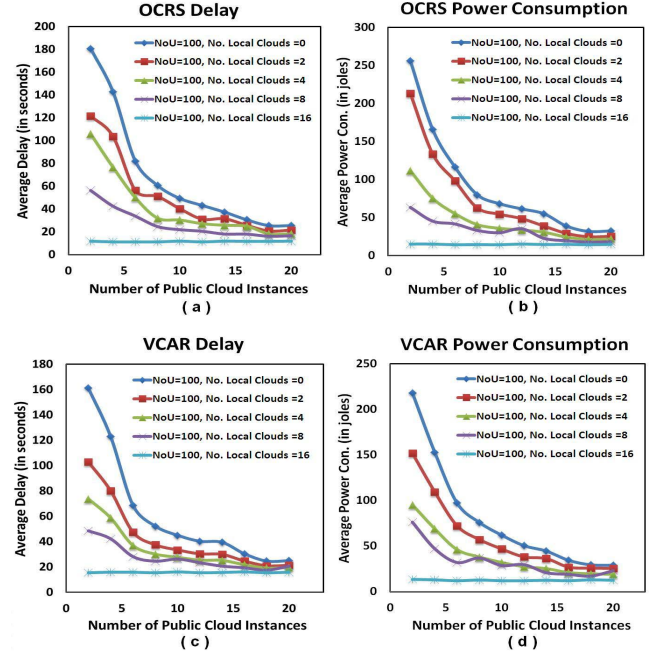 OCRS Delay
200
180
160
140
120
100
80
60
40
20
0
Average Delay (in seconds)
NoU=100, No. Local Clouds =0
NoU=100, No. Local Clouds =2
NoU=100, No. Local Clouds =4
NoU=100, No. Local Clouds =8
NoU=100, No. Local Clouds =16
0 5 10 15 20
Number of Public Cloud Instances
( a )
OCRS Power Consumption
300
250
200
150
100
50
0
Average Power Con. (in joles)
NoU=100, No. Local Clouds =0
NoU=100, No. Local Clouds =2
NoU=100, No. Local Clouds =4
NoU=100, No. Local Clouds =8
NoU=100, No. Local Clouds =16
0 5 10 15 20
Number of Public Cloud Instances
( b )
VCAR Delay
180
160
140
120
100
80
60
40
20
0
Average Delay (in seconds)
NoU=100, No. Local Clouds =0
NoU=100, No. Local Clouds =2
NoU=100, No. Local Clouds =4
NoU=100, No. Local Clouds =8
NoU=100, No. Local Clouds =16
0 5 10 15 20
Number of Public Cloud Instances
( c )
VCAR Power Consumption
250
200
150
100
50
0
Average Power Con. (in joles)
NoU=100, No. Local Clouds =0
NoU=100, No. Local Clouds =2
NoU=100, No. Local Clouds =4
NoU=100, No. Local Clouds =8
NoU=100, No. Local Clouds =16
0 5 10 15 20
Number of Public Cloud Instances
( d )